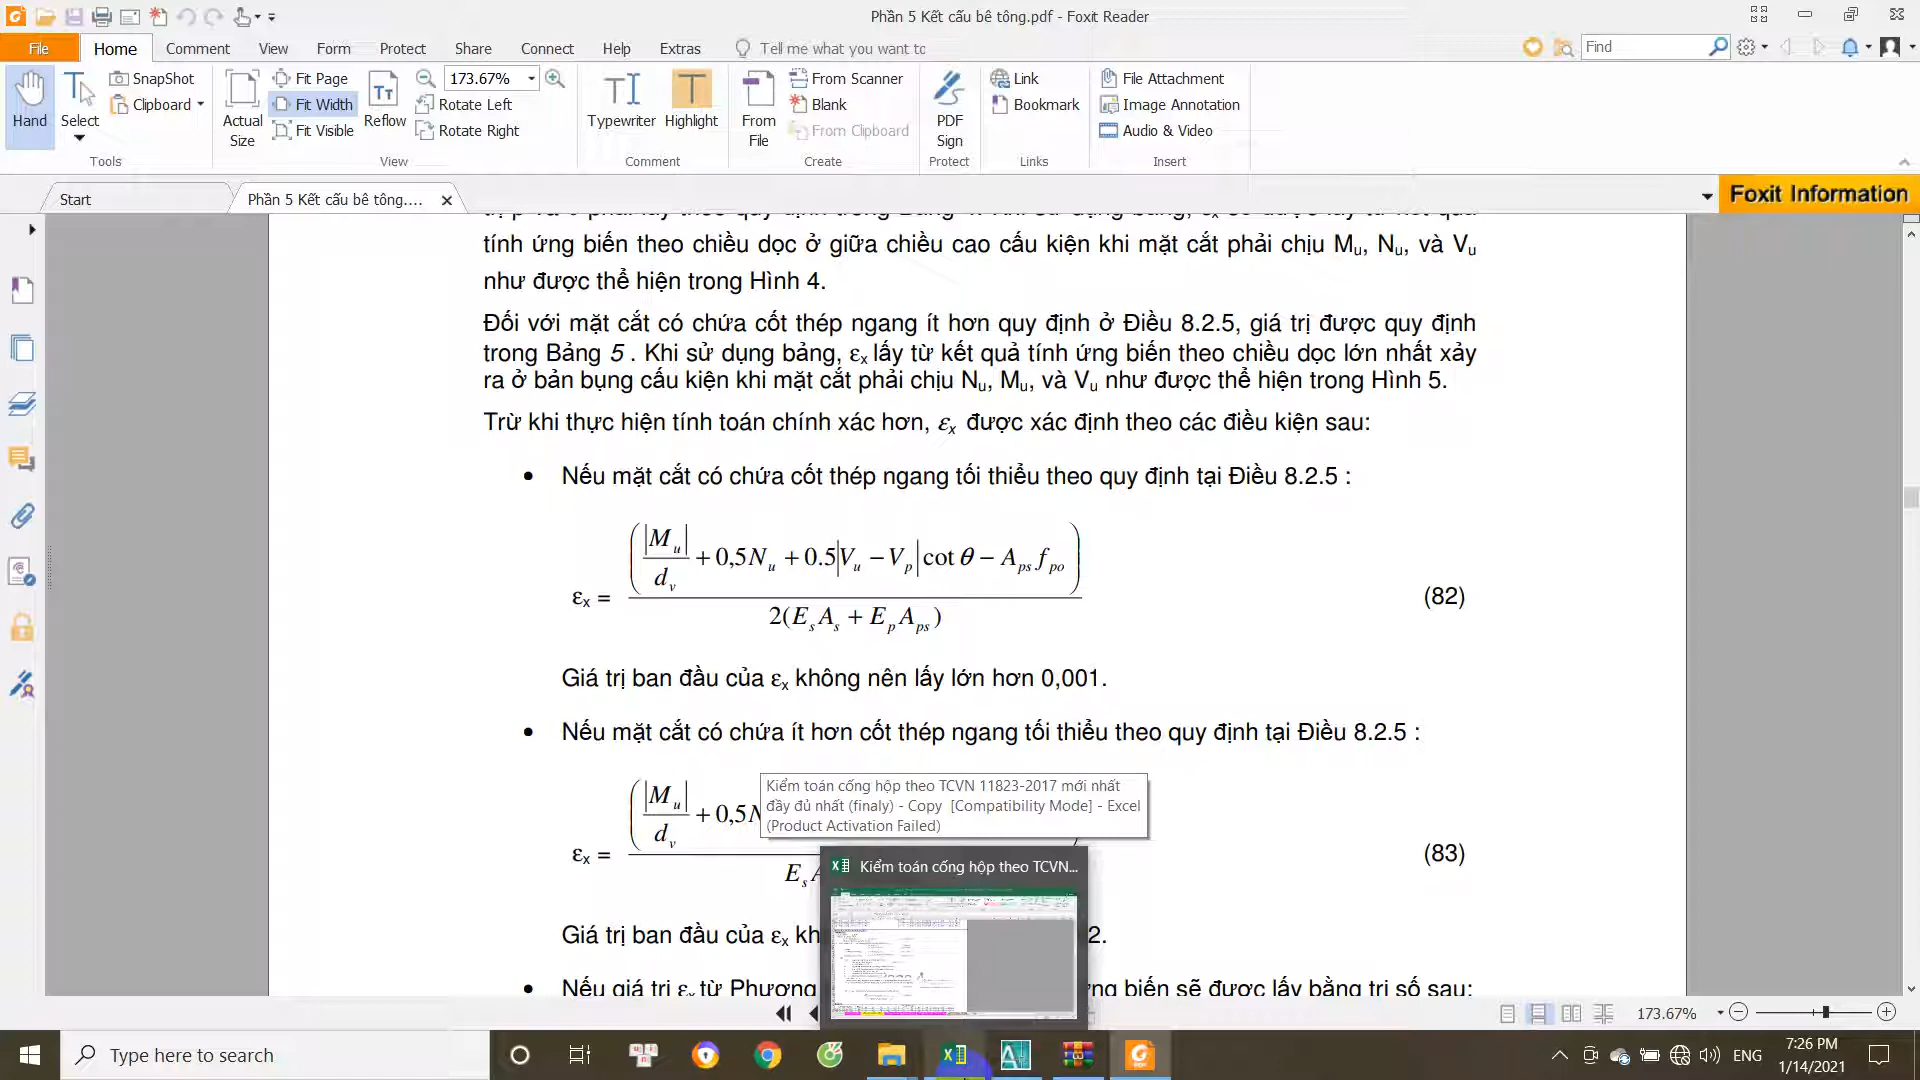 Phần 5 Kết cấu bê tông.pdf - Foxit Reader
File Home Comment View Form Protect Share Connect Help Extras Tell me what you want to Find
Hand
Select
SnapShot
Clipboard
Tools
Actual Size
Fit Page
Fit Width
Fit Visible
Reflow
173.67%
Rotate Left
Rotate Right
View
Typewriter
Highlight
Comment
From File
From Scanner
Blank
From Clipboard
Create
PDF Sign
Protect
Link
Bookmark
Links
File Attachment
Image Annotation
Audio & Video
Insert
Start
Phần 5 Kết cấu bê tông....
Foxit Information
tính ứng biến theo chiều dọc ở giữa chiều cao cấu kiện khi mặt cắt phải chịu Mu, Nu, và Vu
như được thể hiện trong Hình 4.
Đối với mặt cắt có chứa cốt thép ngang ít hơn quy định ở Điều 8.2.5, giá trị được quy định
trong Bảng 5 . Khi sử dụng bảng, εx lấy từ kết quả tính ứng biến theo chiều dọc lớn nhất xảy
ra ở bản bụng cấu kiện khi mặt cắt phải chịu Nu, Mu, và Vu như được thể hiện trong Hình 5.
Trừ khi thực hiện tính toán chính xác hơn, εx được xác định theo các điều kiện sau:
• Nếu mặt cắt có chứa cốt thép ngang tối thiểu theo quy định tại Điều 8.2.5 :
εx = (|Mu|/dv + 0,5Nu + 0.5|Vu − Vp| cot θ − Aps fpo) / 2(Es As + Ep Aps) (82)
Giá trị ban đầu của εx không nên lấy lớn hơn 0,001.
• Nếu mặt cắt có chứa ít hơn cốt thép ngang tối thiểu theo quy định tại Điều 8.2.5 :
Kiểm toán cống hộp theo TCVN 11823-2017 mới nhất
đầy đủ nhất (finaly) - Copy [Compatibility Mode] - Excel
(Product Activation Failed)
εx = (|Mu|/dv + 0,5N Es (83)
Kiểm toán cống hộp theo TCVN...
Giá trị ban đầu của εx kh 2.
• Nếu giá trị εx từ Phương ứng biến sẽ được lấy bằng trị số sau:
173.67%
Type here to search
ENG
7:26 PM
1/14/2021